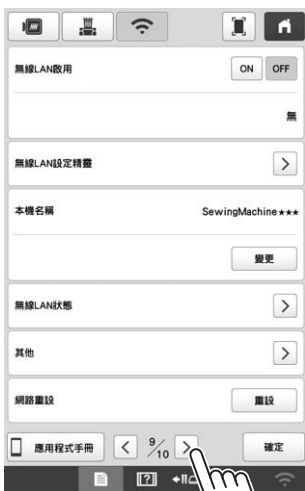 無線LAN啟用 ON OFF
無
無線LAN設定精靈
本機名稱 SewingMachine★★★
變更
無線LAN狀態
其他
網路重設 重設
應用程式手冊 9/10 確定